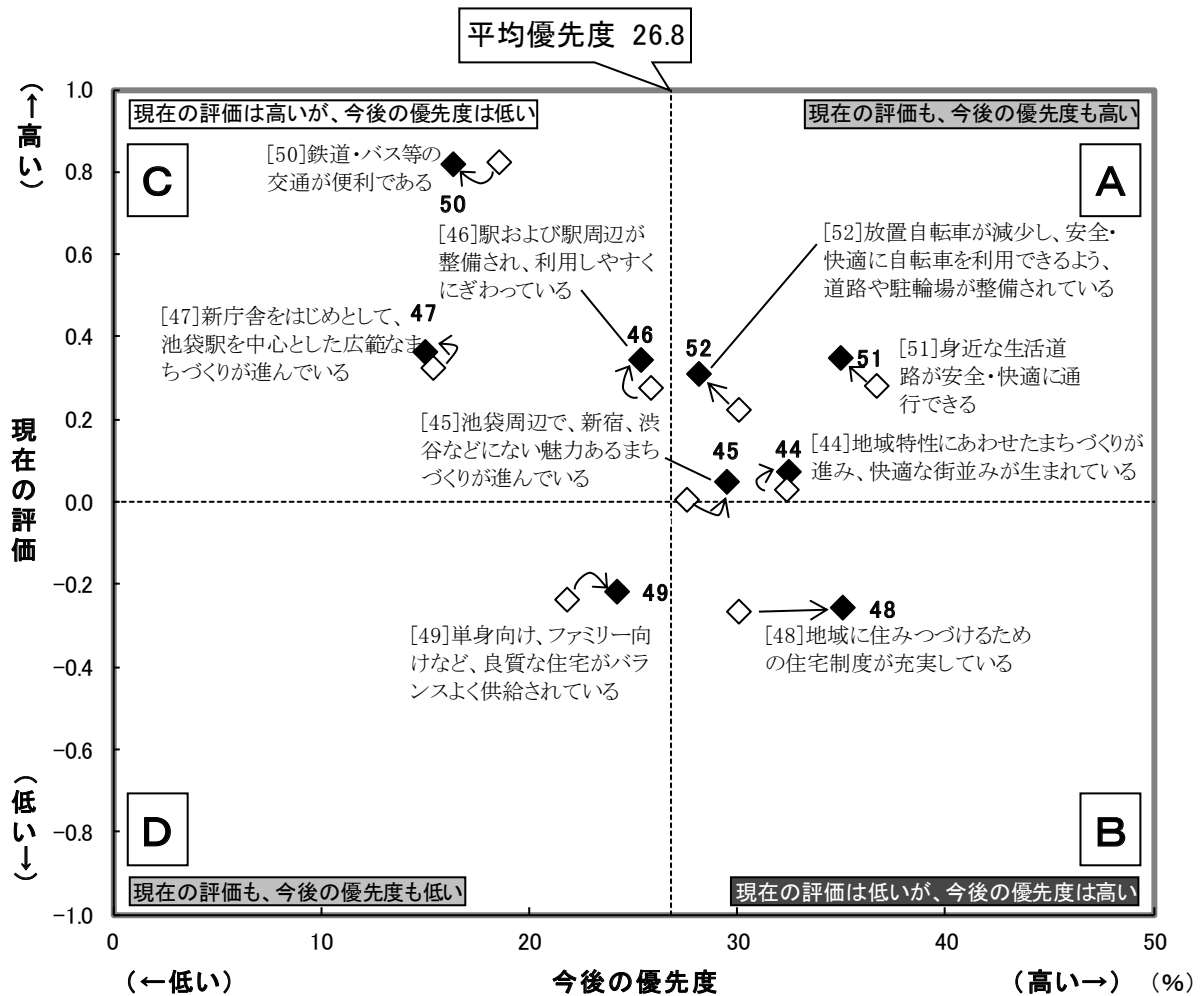 平均優先度 26.8
(←高い)
現在の評価
(低い→)
1.0
0.8
0.6
0.4
0.2
0.0
-0.2
-0.4
-0.6
-0.8
-1.0
現在の評価は高いが、今後の優先度は低い
現在の評価も、今後の優先度も高い
C
A
[50]鉄道・バス等の
交通が便利である
50
[46]駅および駅周辺が
整備され、利用しやすく
にぎわっている
46
[52]放置自転車が減少し、安全・
快適に自転車を利用できるよう、
道路や駐輪場が整備されている
52
[47]新庁舎をはじめとして、
池袋駅を中心とした広範なま
ちづくりが進んでいる
47
51
[51]身近な生活道
路が安全・快適に通
行できる
[45]池袋周辺で、新宿、渋
谷などにない魅力あるまち
づくりが進んでいる
45
44
[44]地域特性にあわせたまちづくりが
進み、快適な街並みが生まれている
49
[49]単身向け、ファミリー向
けなど、良質な住宅がバラ
ンスよく供給されている
48
[48]地域に住みつづけるため
の住宅制度が充実している
D
B
現在の評価も、今後の優先度も低い
現在の評価は低いが、今後の優先度は高い
0
10
20
30
40
50
(←低い)
今後の優先度
(高い→)
(%)